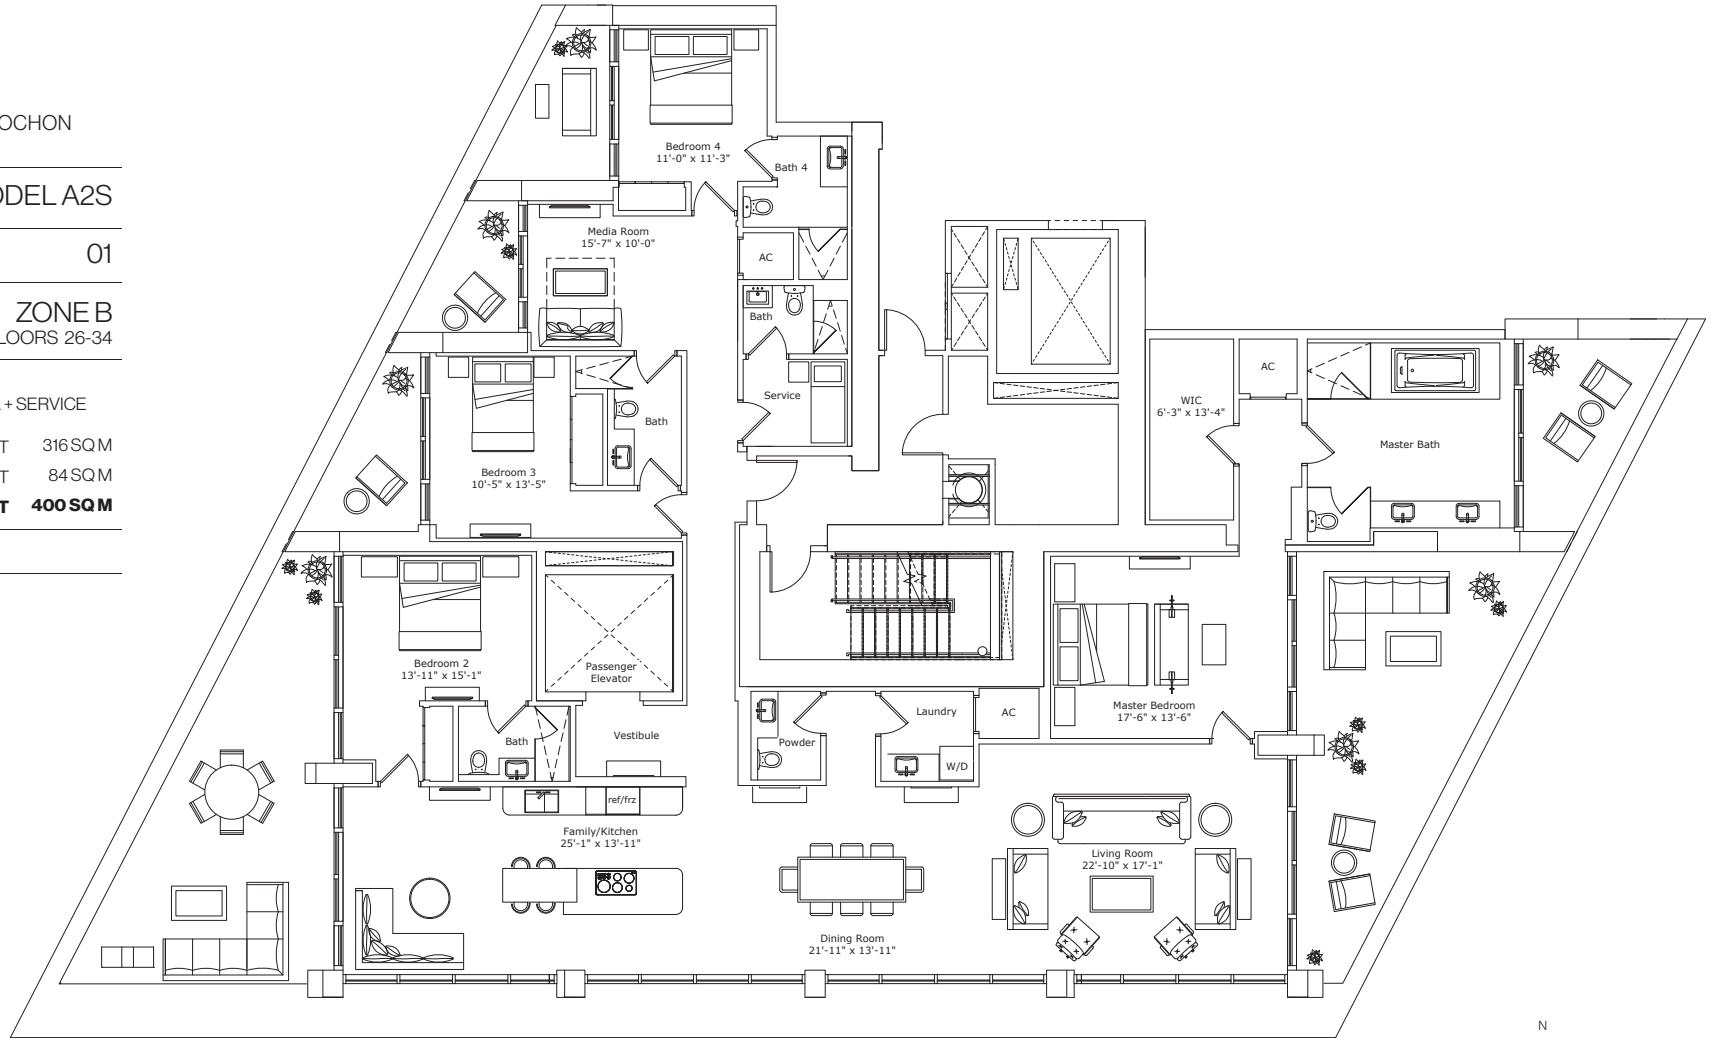 OCHON
ODEL A2S
01
ZONE B
LOORS 26-34
+ SERVICE
T 316 SQ M
T 84 SQ M
T 400 SQ M
Bedroom 4
11'-0" x 11'-3"
Bath 4
Media Room
15'-7" x 10'-0"
AC
Bath
Service
Bath
Bedroom 3
10'-5" x 13'-5"
WIC
6'-3" x 13'-4"
AC
Master Bath
Bedroom 2
13'-11" x 15'-1"
Passenger
Elevator
Bath
Vestibule
Powder
Laundry
W/D
AC
Master Bedroom
17'-6" x 13'-6"
ref/frz
Family/Kitchen
25'-1" x 13'-11"
Living Room
22'-10" x 17'-1"
Dining Room
21'-11" x 13'-11"
N